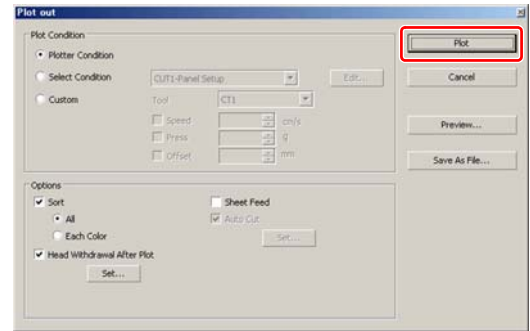 Plot out
Plot Condition
Plotter Condition
Select Condition CUT1-Panel Setup Edit...
Custom Tool CT1
Speed cm/s
Press g
Offset mm
Options
Sort
All
Each Color
Head Withdrawal After Plot
Set...
Sheet Feed
Auto Cut
Set...
Plot
Cancel
Preview...
Save As File...